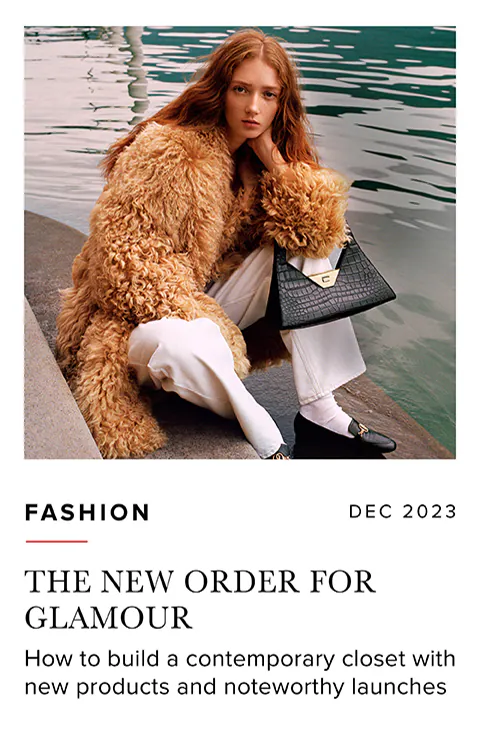 FASHION DEC 2023
THE NEW ORDER FOR
GLAMOUR
How to build a contemporary closet with
new products and noteworthy launches